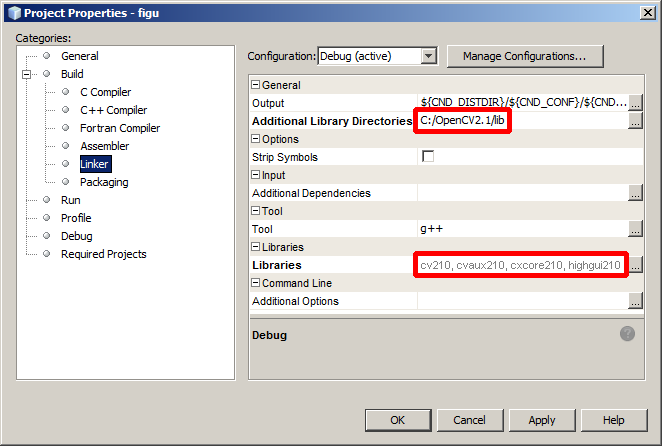 Project Properties - figu
Categories:
General
Build
C Compiler
C++ Compiler
Fortran Compiler
Assembler
Linker
Packaging
Run
Profile
Debug
Required Projects
Configuration: Debug (active) Manage Configurations...
General
Output ${CND_DISTDIR}/${CND_CONF}/${CND... ...
Additional Library Directories C:/OpenCV2.1/lib ...
Options
Strip Symbols
Input
Additional Dependencies ...
Tool
Tool g++ ...
Libraries
Libraries cv210, cvaux210, cxcore210, highgui210 ...
Command Line
Additional Options ...
Debug ?
OK Cancel Apply Help